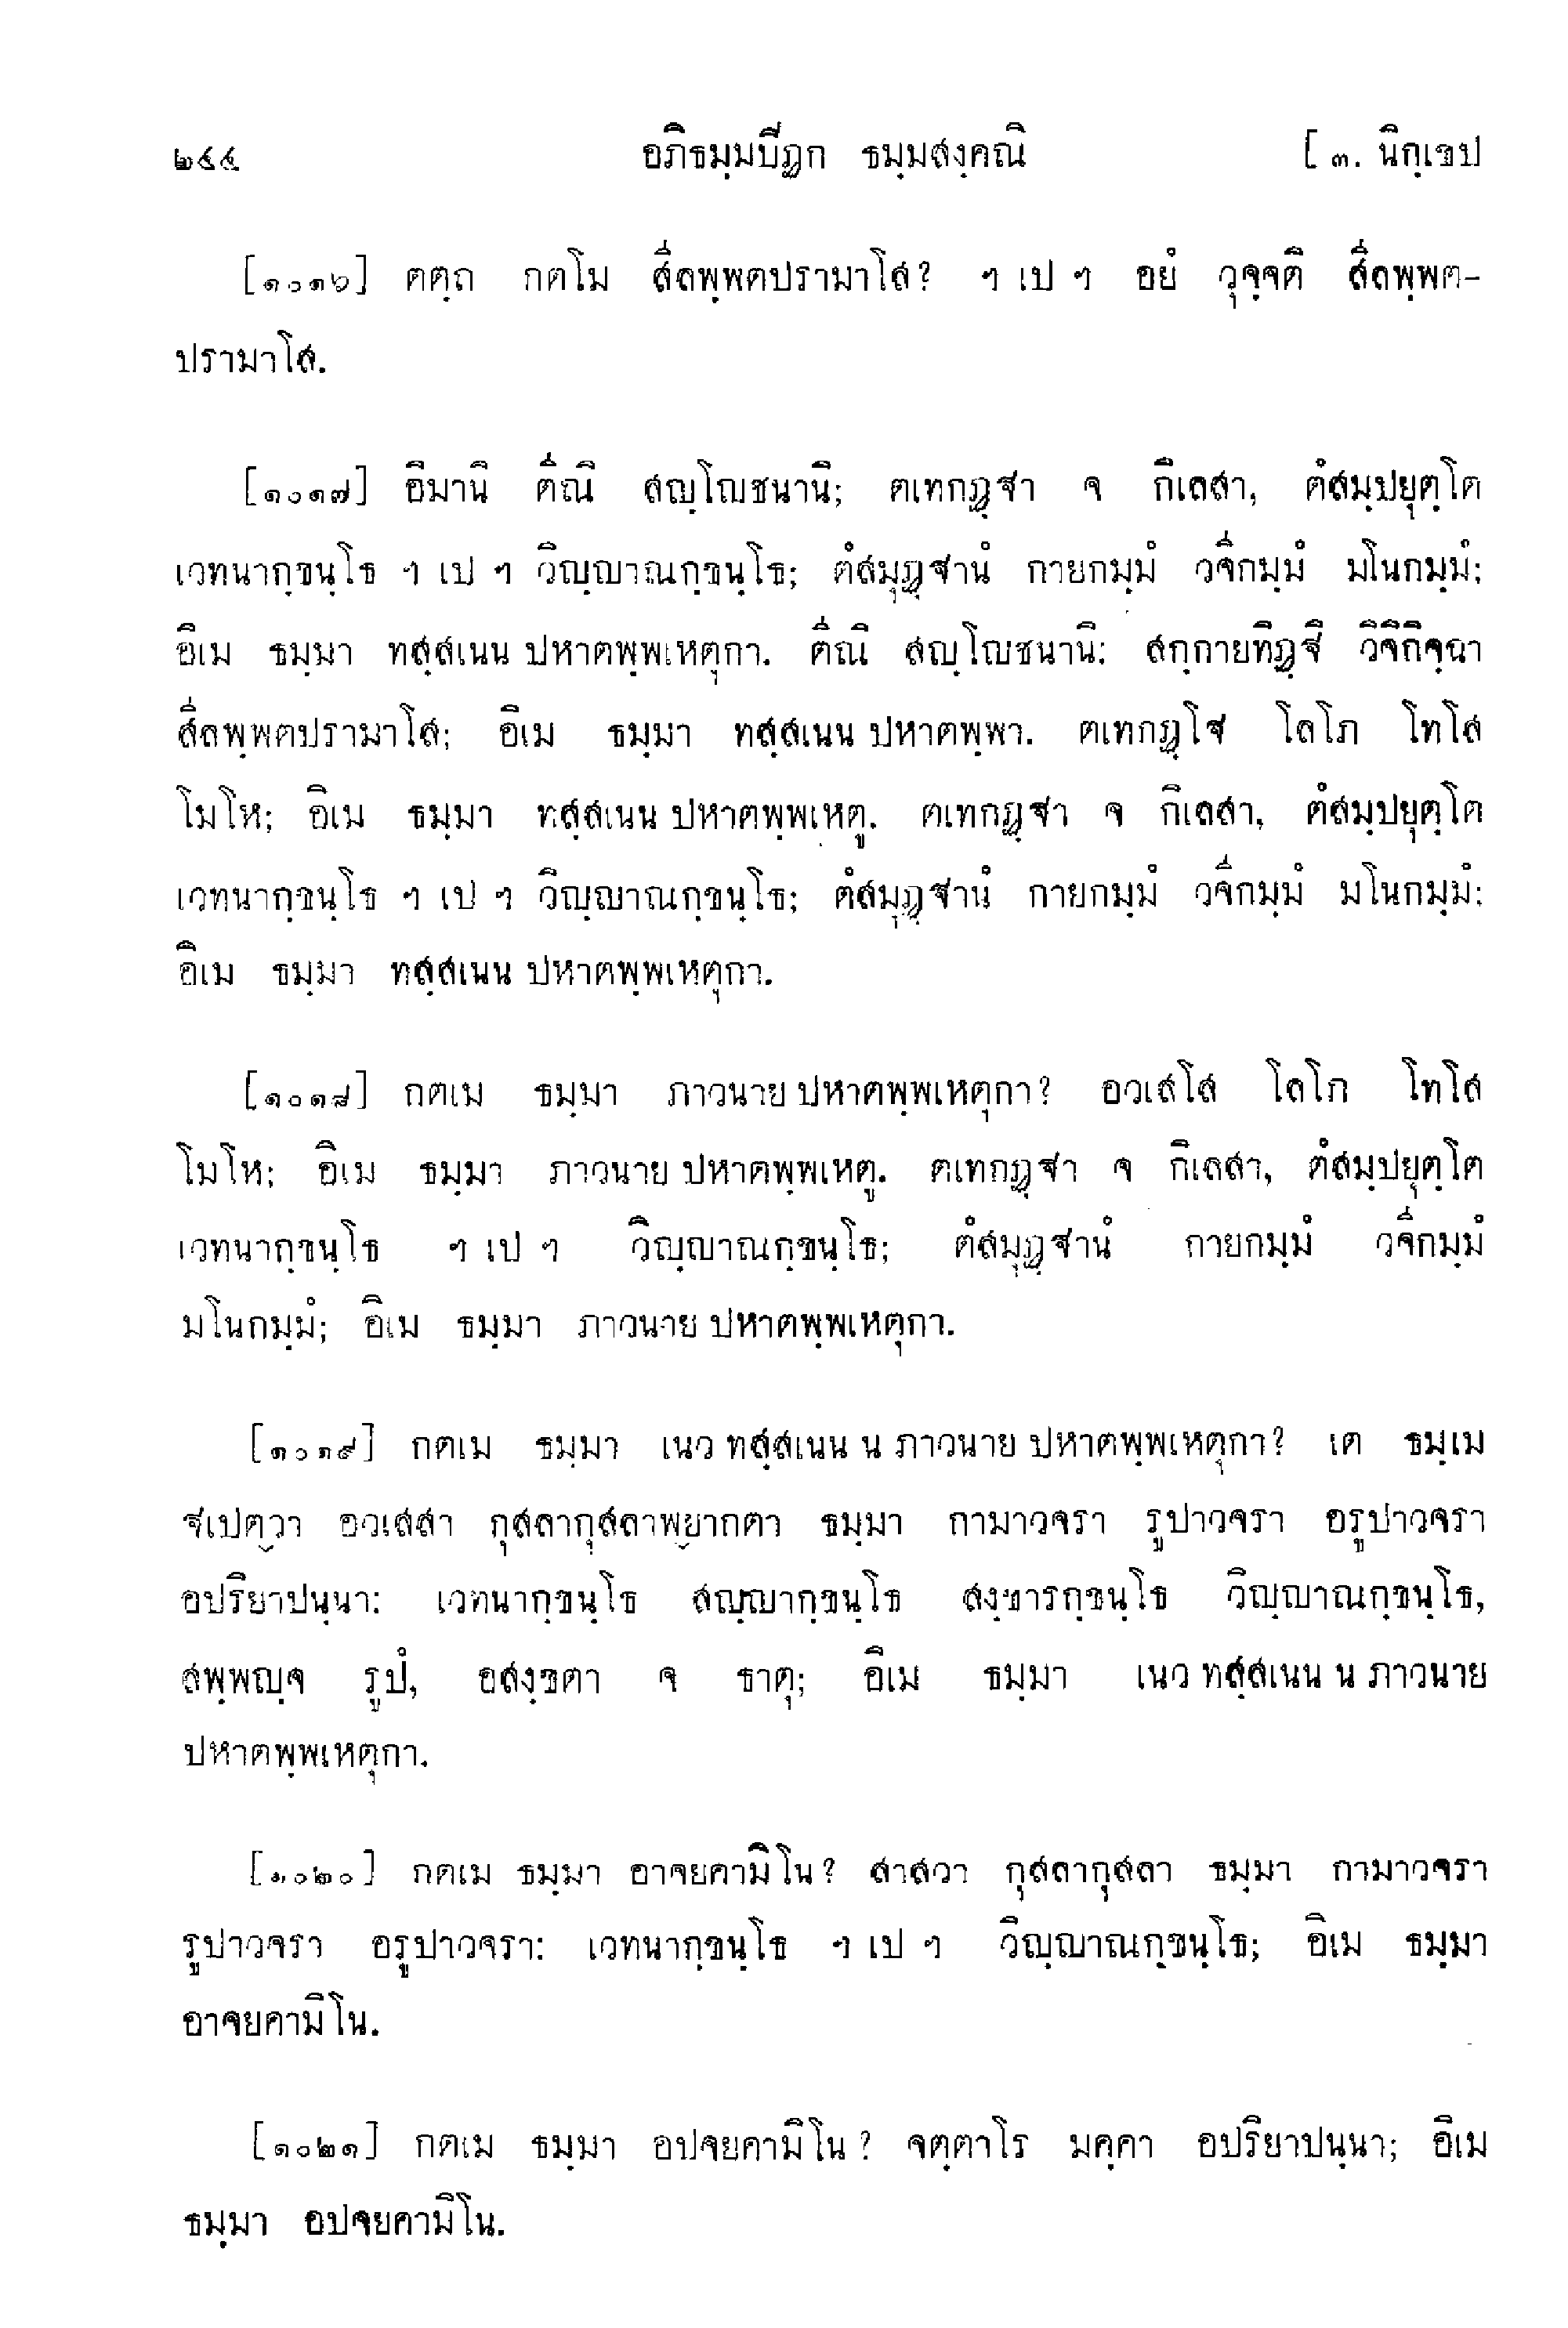 ๒๔๔ อภิธมฺมปีฏก ธมฺมสงฺคณิ [ ๓. นิกฺเขป
[๑๐๑๖] ตตฺถ กตโม สีลพฺพตปรามาโส? ฯ เป ฯ อยํ วุจฺจติ สีลพฺพต-
ปรามาโส.
[๑๐๑๗] อิมานิ ตีณิ สญฺโญชนานิ; ตเทกฏฺฐา จ กิเลสา, ตํสมฺปยุตฺโต
เวทนากฺขนฺโธ ฯ เป ฯ วิญฺญาณกฺขนฺโธ; ตํสมุฏฺฐานํ กายกมฺมํ วจีกมฺมํ มโนกมฺมํ;
อิเม ธมฺมา ทสฺสเนน ปหาตพฺพเหตุกา. ตีณิ สญฺโญชนานิ: สกฺกายทิฏฺฐิ วิจิกิจฺฉา
สีลพฺพตปรามาโส; อิเม ธมฺมา ทสฺสเนน ปหาตพฺพา. ตเทกฏฺโฐ โลโภ โทโส
โมโห; อิเม ธมฺมา ทสฺสเนน ปหาตพฺพเหตู. ตเทกฏฺฐา จ กิเลสา, ตํสมฺปยุตฺโต
เวทนากฺขนฺโธ ฯ เป ฯ วิญฺญาณกฺขนฺโธ; ตํสมุฏฺฐานํ กายกมฺมํ วจีกมฺมํ มโนกมฺมํ:
อิเม ธมฺมา ทสฺสเนน ปหาตพฺพเหตุกา.
[๑๐๑๘] กตเม ธมฺมา ภาวนาย ปหาตพฺพเหตุกา? อวเสโส โลโภ โทโส
โมโห; อิเม ธมฺมา ภาวนาย ปหาตพฺพเหตู. ตเทกฏฺฐา จ กิเลสา, ตํสมฺปยุตฺโต
เวทนากฺขนฺโธ ฯ เป ฯ วิญฺญาณกฺขนฺโธ; ตํสมุฏฺฐานํ กายกมฺมํ วจีกมฺมํ
มโนกมฺมํ; อิเม ธมฺมา ภาวนาย ปหาตพฺพเหตุกา.
[๑๐๑๙] กตเม ธมฺมา เนว ทสฺสเนน น ภาวนาย ปหาตพฺพเหตุกา? เต ธมฺเม
ฐเปตฺวา อวเสสา กุสลากุสลาพฺยากตา ธมฺมา กามาวจรา รูปาวจรา อรูปาวจรา
อปริยาปนฺนา: เวทนากฺขนฺโธ สญฺญากฺขนฺโธ สงฺขารกฺขนฺโธ วิญฺญาณกฺขนฺโธ,
สพฺพญฺจ รูปํ, อสงฺขตา จ ธาตุ; อิเม ธมฺมา เนว ทสฺสเนน น ภาวนาย
ปหาตพฺพเหตุกา.
[๑๐๒๐] กตเม ธมฺมา อาจยคามิโน? สาสวา กุสลากุสลา ธมฺมา กามาวจรา
รูปาวจรา อรูปาวจรา: เวทนากฺขนฺโธ ฯ เป ฯ วิญฺญาณกฺขนฺโธ; อิเม ธมฺมา
อาจยคามิโน.
[๑๐๒๑] กตเม ธมฺมา อปจยคามิโน? จตฺตาโร มคฺคา อปริยาปนฺนา; อิเม
ธมฺมา อปจยคามิโน.